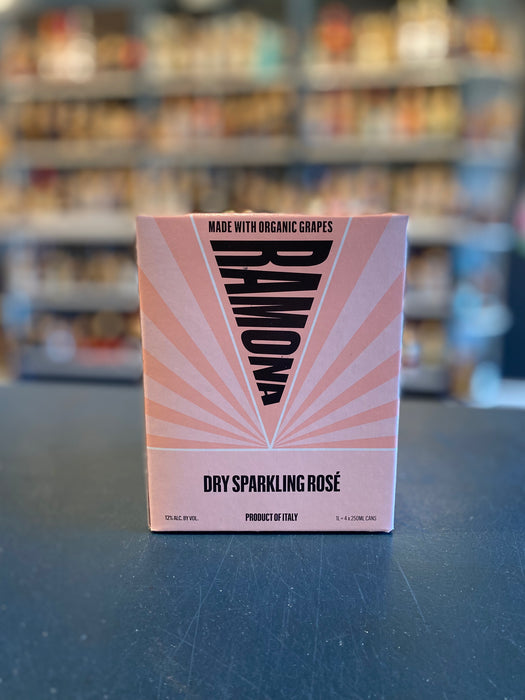 MADE WITH ORGANIC GRAPES
RAMONA
DRY SPARKLING ROSÉ
12% ALC. BY VOL.
PRODUCT OF ITALY
1L - 4 x 250ML CANS